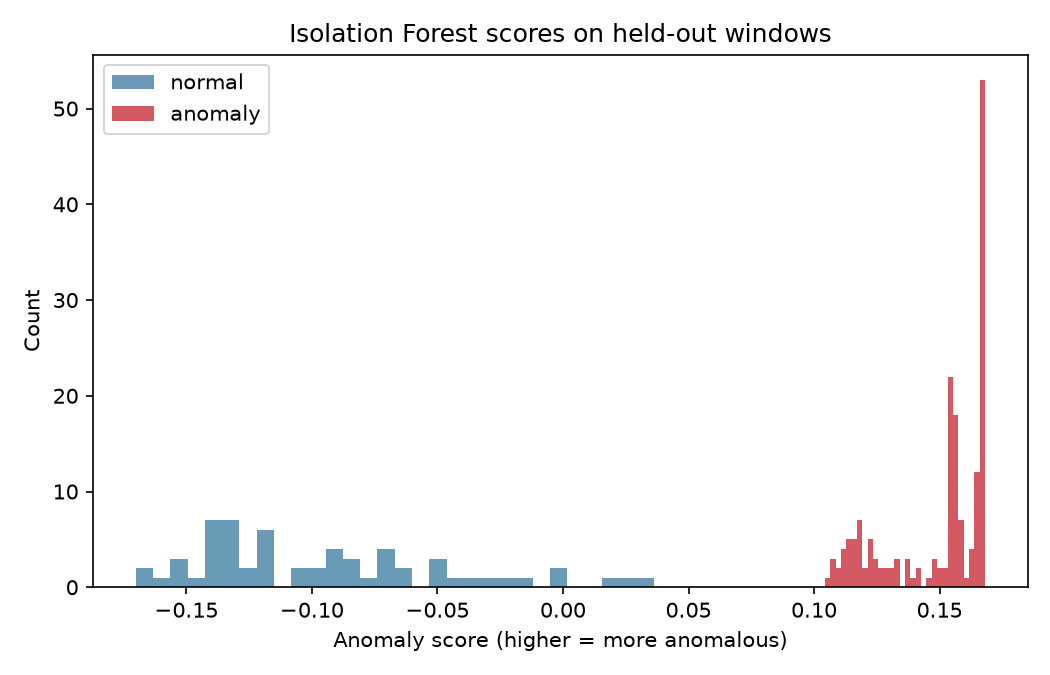 Isolation Forest scores on held-out windows
normal
anomaly
50
40
30
20
10
0
Count
−0.15
−0.10
−0.05
0.00
0.05
0.10
0.15
Anomaly score (higher = more anomalous)